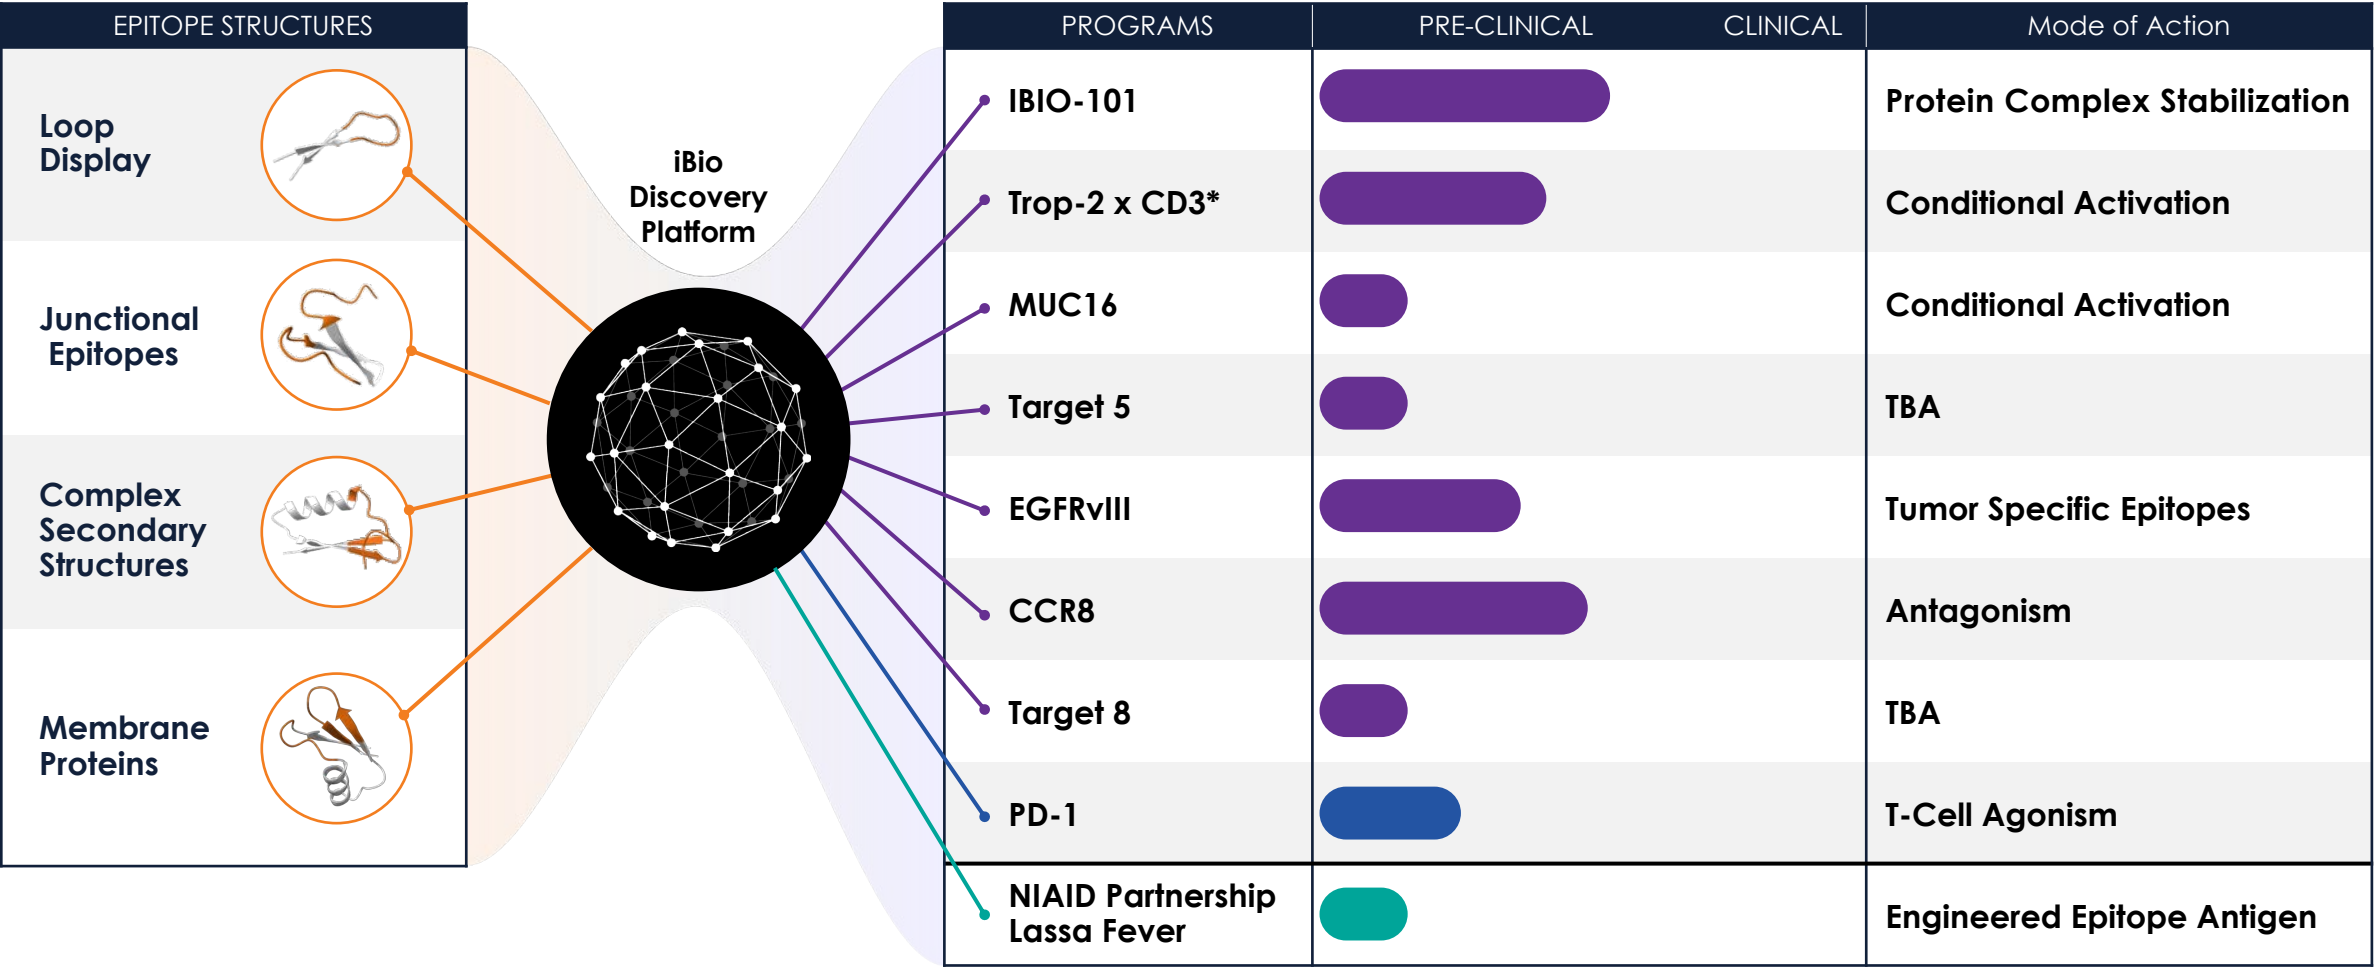 EPITOPE STRUCTURES
Loop
Display
Junctional
Epitopes
Complex
Secondary
Structures
Membrane
Proteins
iBio
Discovery
Platform
PROGRAMS PRE-CLINICAL CLINICAL Mode of Action
IBIO-101 Protein Complex Stabilization
Trop-2 x CD3* Conditional Activation
MUC16 Conditional Activation
Target 5 TBA
EGFRvIII Tumor Specific Epitopes
CCR8 Antagonism
Target 8 TBA
PD-1 T-Cell Agonism
NIAID Partnership
Lassa Fever
Engineered Epitope Antigen